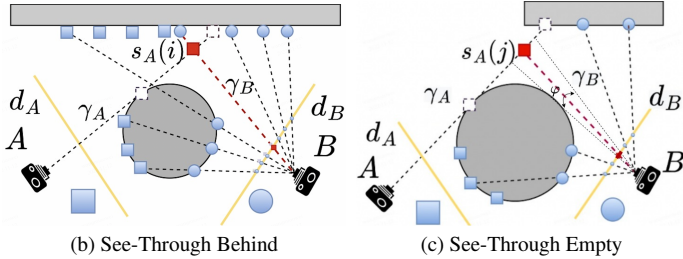 s_A(i)
γ_A
γ_B
d_A
d_B
A
B
(b) See-Through Behind
s_A(j)
γ_A
γ_B
φ
d_A
d_B
A
B
(c) See-Through Empty